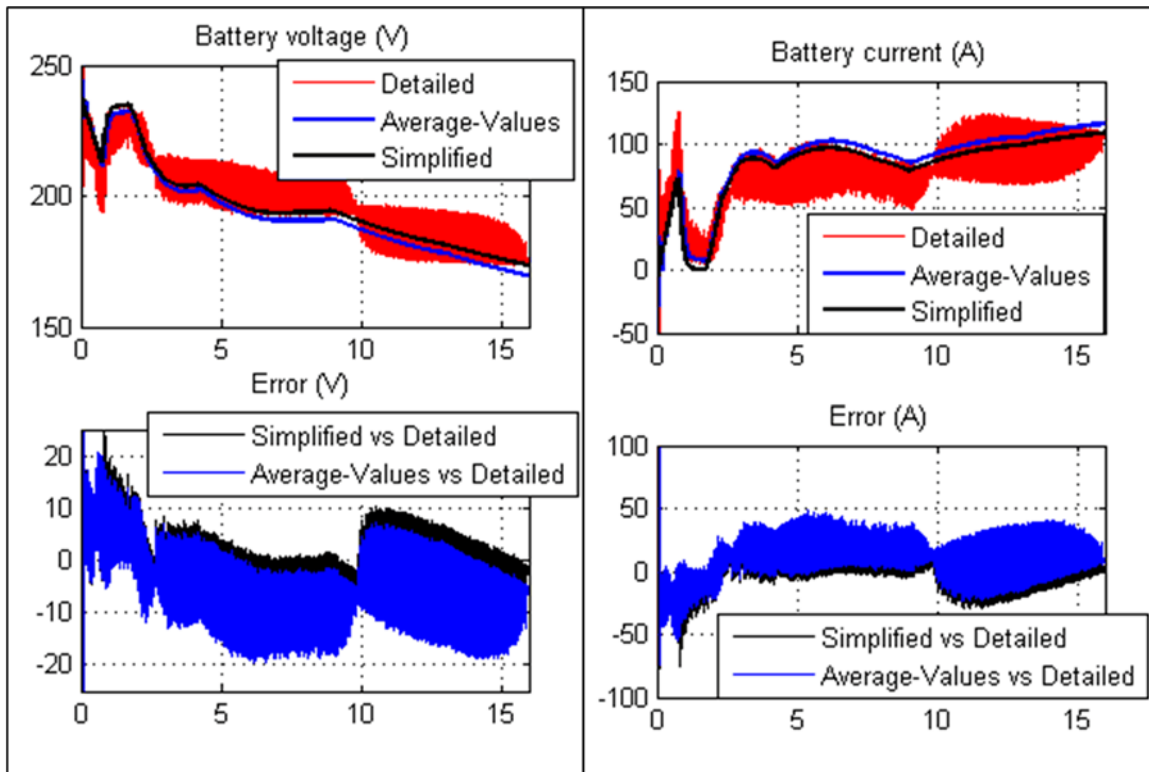 Battery voltage (V)
250
200
150
0
5
10
15
Detailed
Average-Values
Simplified
Error (V)
20
10
0
-10
-20
0
5
10
15
Simplified vs Detailed
Average-Values vs Detailed
Battery current (A)
150
100
50
0
-50
0
5
10
15
Detailed
Average-Values
Simplified
Error (A)
100
50
0
-50
-100
0
5
10
15
Simplified vs Detailed
Average-Values vs Detailed